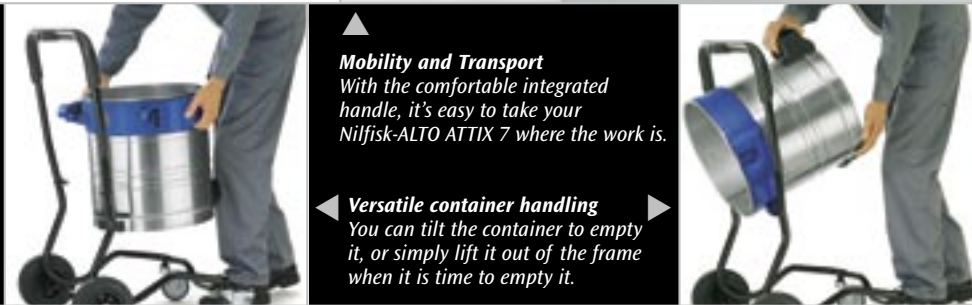 Mobility and Transport
With the comfortable integrated
handle, it's easy to take your
Nilfisk-ALTO ATTIX 7 where the work is.
Versatile container handling
You can tilt the container to empty
it, or simply lift it out of the frame
when it is time to empty it.